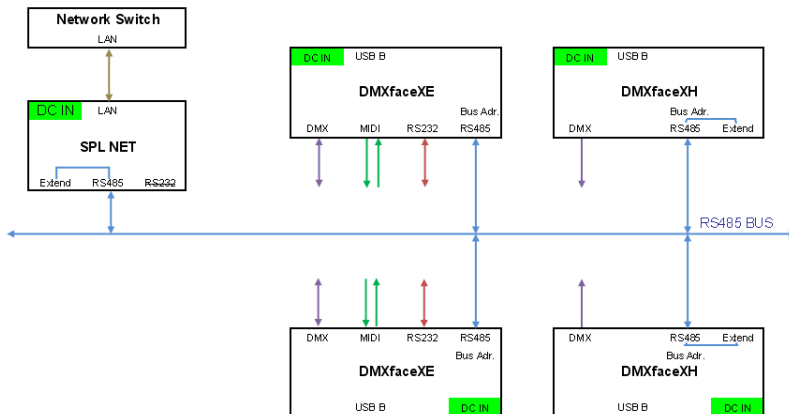 Network Switch
LAN
DC IN
LAN
SPL NET
Extend RS485 RS232
DC IN USB B
DMXfaceXE
Bus Adr.
DMX MIDI RS232 RS485
DC IN USB B
DMXfaceXH
Bus Adr.
DMX RS485 Extend
RS485 BUS
DMX MIDI RS232 RS485
Bus Adr.
DMXfaceXE
USB B DC IN
DMX RS485 Extend
Bus Adr.
DMXfaceXH
USB B DC IN